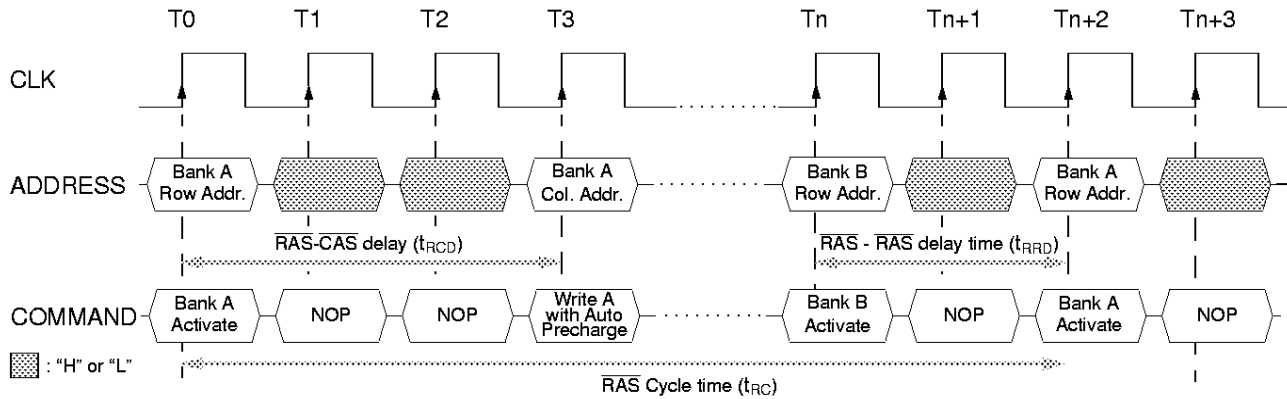 T0 T1 T2 T3 Tn Tn+1 Tn+2 Tn+3
CLK
ADDRESS
Bank A
Row Addr.
Bank A
Col. Addr.
Bank B
Row Addr.
Bank A
Row Addr.
RAS-CAS delay (tRCD)
RAS - RAS delay time (tRRD)
COMMAND
Bank A
Activate
NOP
NOP
Write A
with Auto
Precharge
Bank B
Activate
NOP
Bank A
Activate
NOP
: “H” or “L”
RAS Cycle time (tRC)